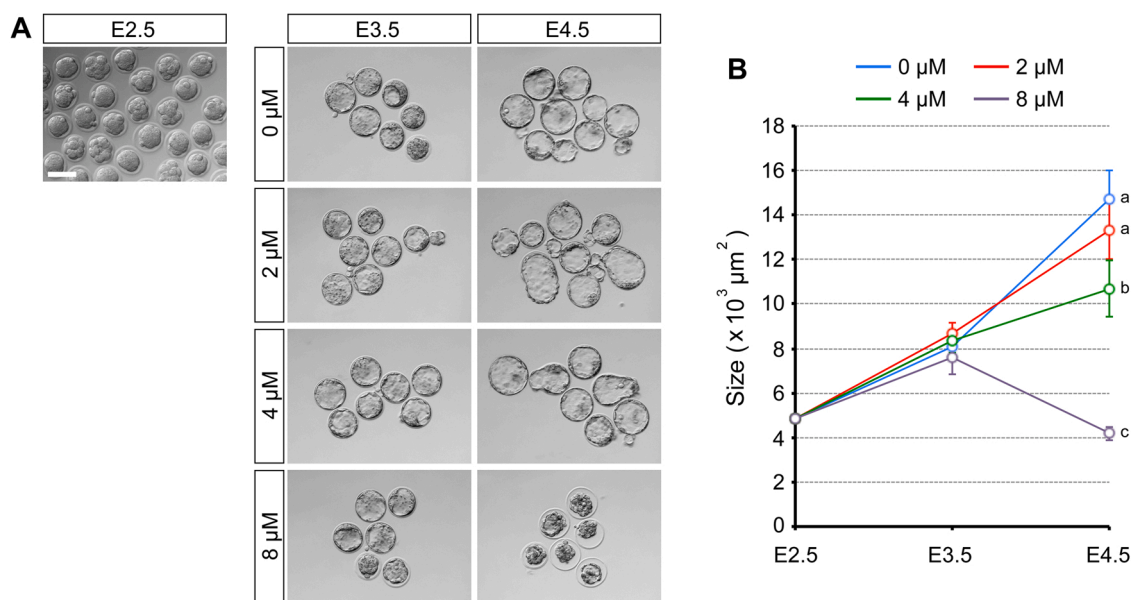 A
E2.5
E3.5
E4.5
0 µM
2 µM
4 µM
8 µM
B
0 µM
2 µM
4 µM
8 µM
Size ( x 10³ µm²)
18
16
14
12
10
8
6
4
2
0
a
a
b
c
E2.5
E3.5
E4.5